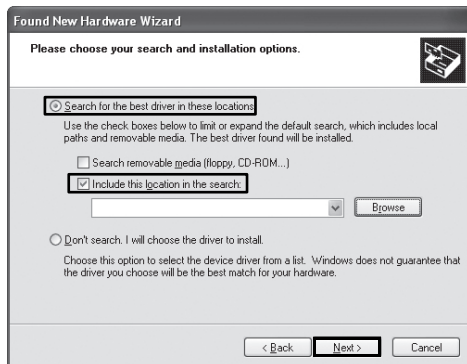 Found New Hardware Wizard
Please choose your search and installation options.
Search for the best driver in these locations.
Use the check boxes below to limit or expand the default search, which includes local
paths and removable media. The best driver found will be installed.
Search removable media (floppy, CD-ROM...)
Include this location in the search:
Browse
Don't search. I will choose the driver to install.
Choose this option to select the device driver from a list. Windows does not guarantee that
the driver you choose will be the best match for your hardware.
< Back Next > Cancel